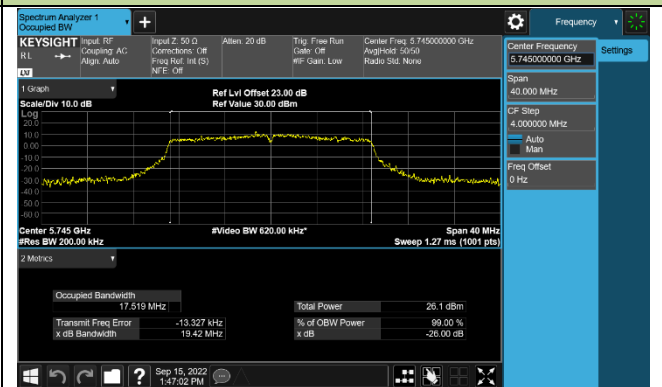 Spectrum Analyzer 1
Occupied BW
Frequency
KEYSIGHT
Input: RF
Coupling: AC
Align: Auto
Input Z: 50 Ω
Corrections: Off
Freq Ref: Int (S)
NFE: Off
Atten: 20 dB
Trig: Free Run
Gate: Off
#IF Gain: Low
Center Freq: 5.745000000 GHz
Avg|Hold: 50/50
Radio Std: None
R L
LXI
Center Frequency
5.745000000 GHz
Settings
Span
40.000 MHz
CF Step
4.000000 MHz
Auto
Man
Freq Offset
0 Hz
1 Graph
Scale/Div 10.0 dB
Ref Lvl Offset 23.00 dB
Ref Value 30.00 dBm
Log
20.0
10.0
0.00
-10.0
-20.0
-30.0
-40.0
-50.0
-60.0
Center 5.745 GHz
#Res BW 200.00 kHz
#Video BW 620.00 kHz*
Span 40 MHz
Sweep 1.27 ms (1001 pts)
2 Metrics
Occupied Bandwidth
17.519 MHz
Total Power
26.1 dBm
Transmit Freq Error
-13.327 kHz
% of OBW Power
99.00 %
x dB Bandwidth
19.42 MHz
x dB
-26.00 dB
?
Sep 15, 2022
1:47:02 PM